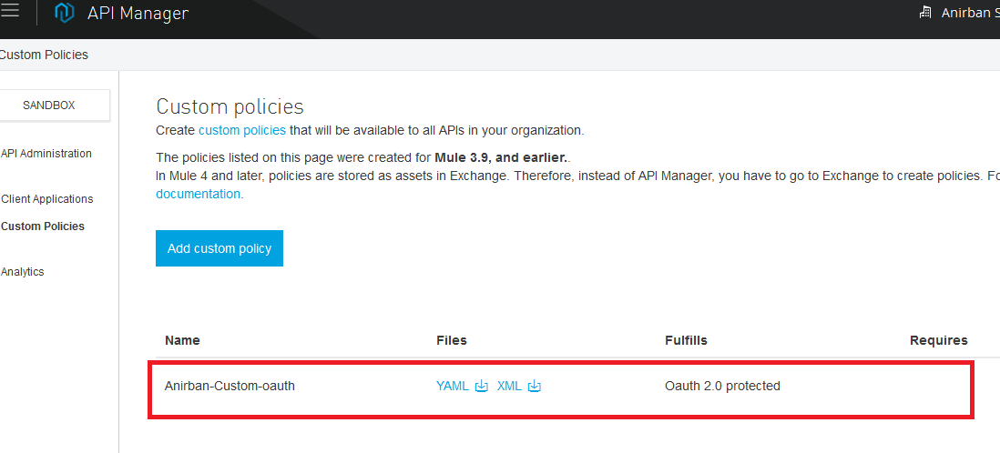 API Manager
Anirban S
Custom Policies
SANDBOX
API Administration
Client Applications
Custom Policies
Analytics
Custom policies
Create custom policies that will be available to all APIs in your organization.
The policies listed on this page were created for Mule 3.9, and earlier..
In Mule 4 and later, policies are stored as assets in Exchange. Therefore, instead of API Manager, you have to go to Exchange to create policies. Fo
documentation.
Add custom policy
Name Files Fulfills Requires
Anirban-Custom-oauth YAML XML Oauth 2.0 protected